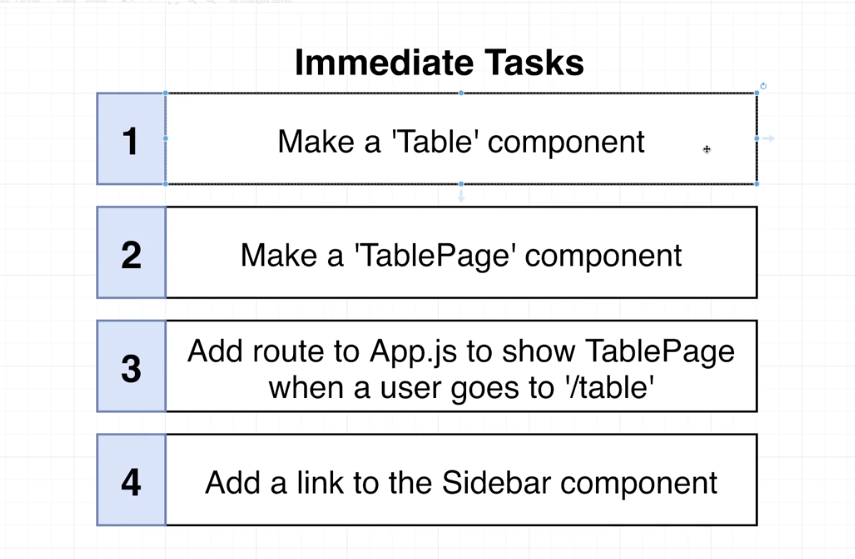 Immediate Tasks
1
Make a 'Table' component
2
Make a 'TablePage' component
3
Add route to App.js to show TablePage
when a user goes to '/table'
4
Add a link to the Sidebar component